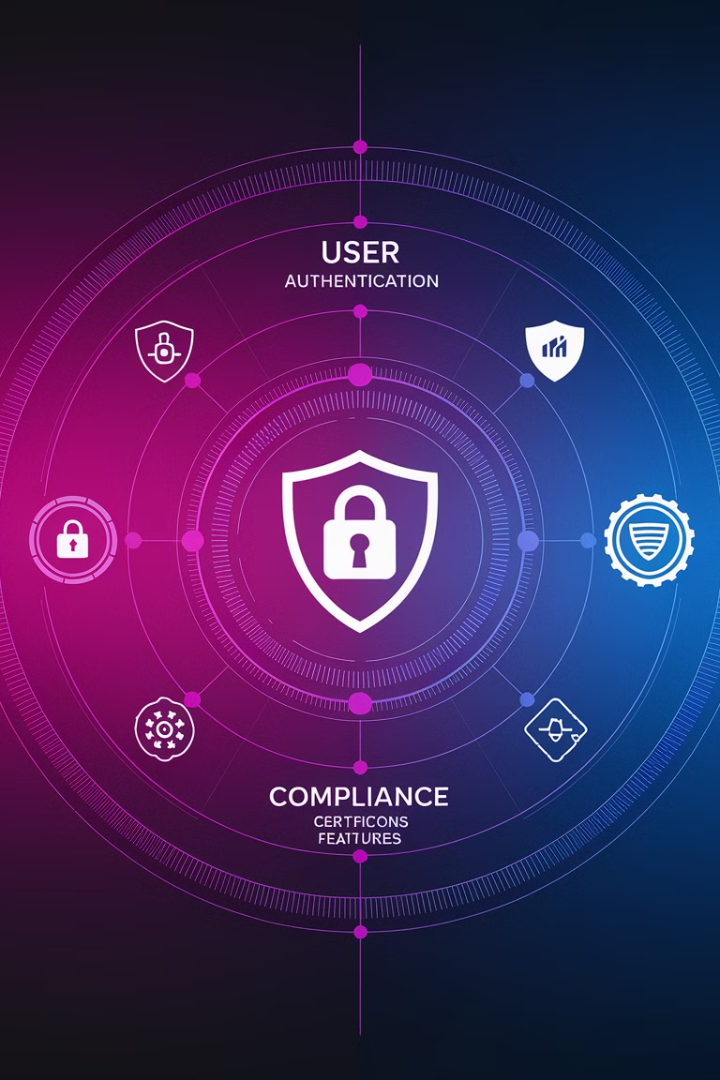 USER
AUTHENTICATION
COMPLIANCE
CERTFICONS
FEATTURES